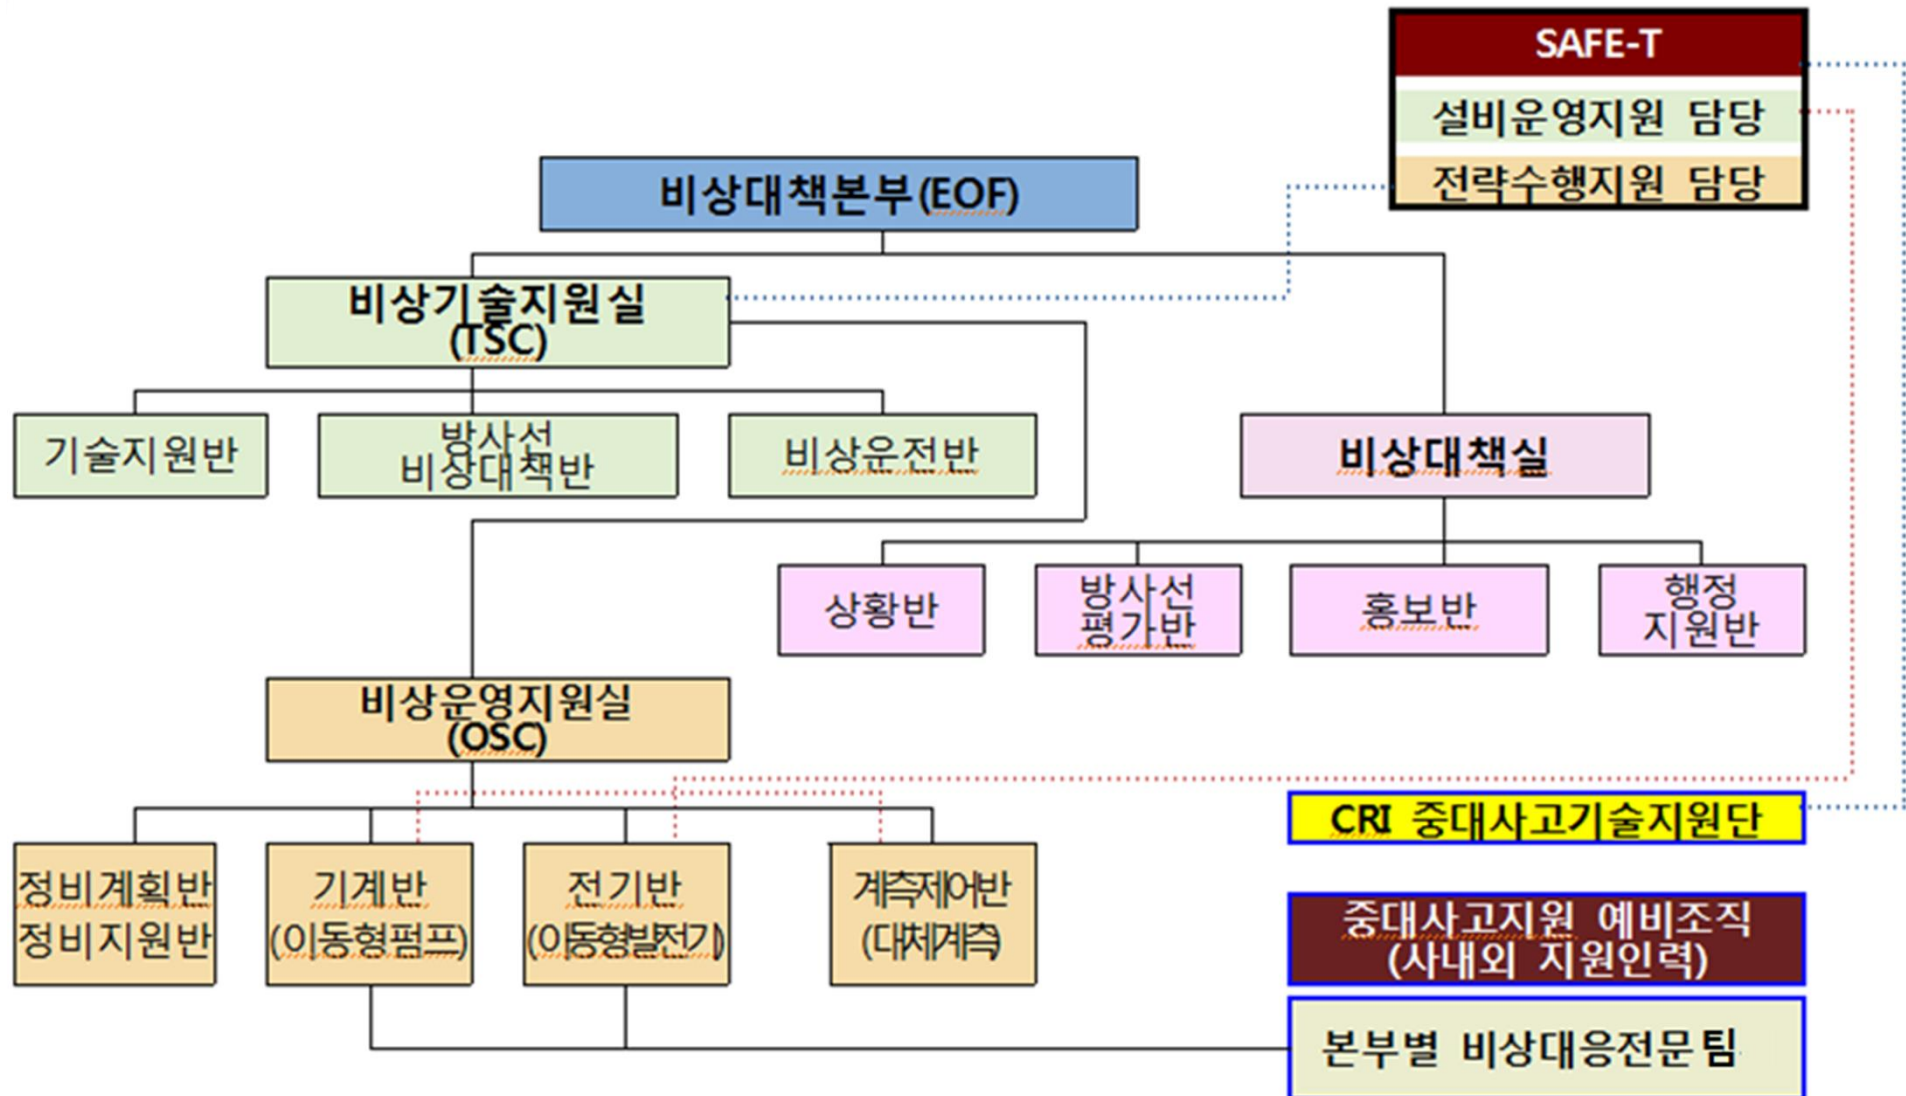 SAFE-T
설비운영지원 담당
전략수행지원 담당
비상대책본부(EOF)
비상기술지원실
(TSC)
기술지원반
방사선
비상대책반
비상운전반
비상대책실
상황반
방사선
평가반
홍보반
행정
지원반
비상운영지원실
(OSC)
정비계획반
정비지원반
기계반
(이동형펌프)
전기반
(이동형발전기)
계측제어반
(대체계측)
CRI 중대사고기술지원단
중대사고지원 예비조직
(사내외 지원인력)
본부별 비상대응전문팀